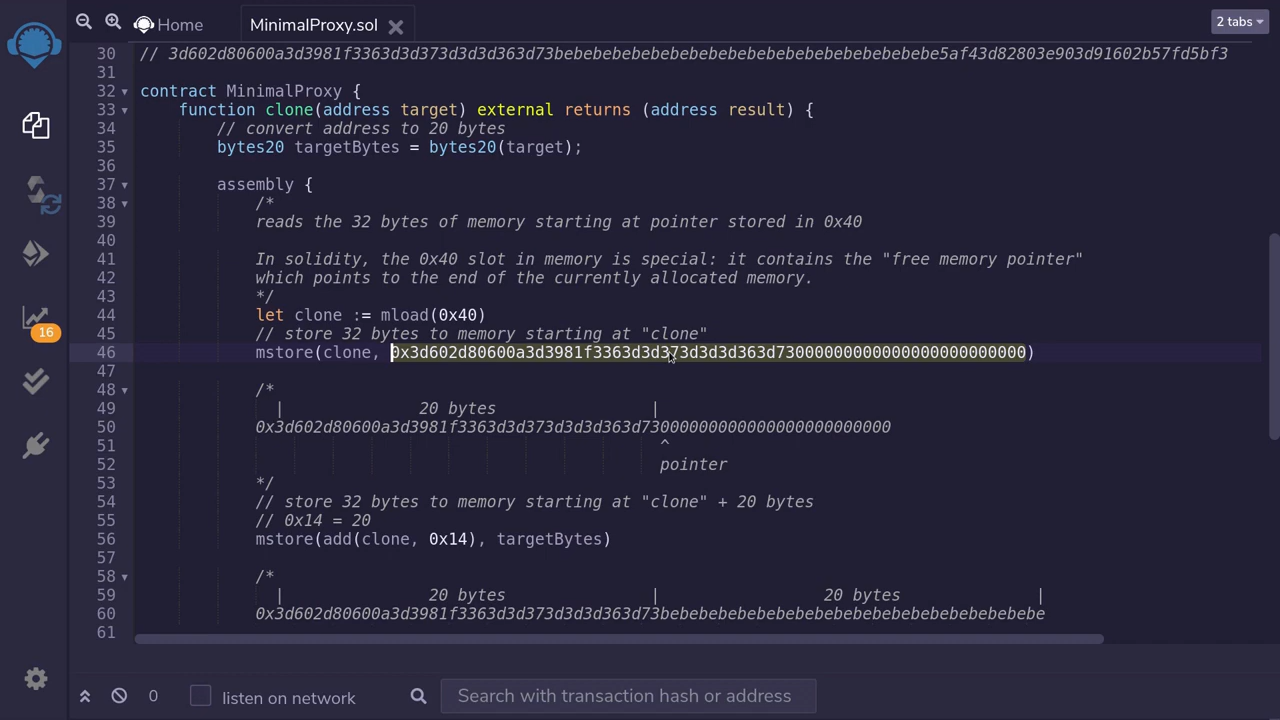 Home
MinimalProxy.sol
2 tabs
30 // 3d602d80600a3d3981f3363d3d373d3d3d363d73bebebebebebebebebebebebebebebebebebebebe5af43d82803e903d91602b57fd5bf3
31
32 contract MinimalProxy {
33 function clone(address target) external returns (address result) {
34 // convert address to 20 bytes
35 bytes20 targetBytes = bytes20(target);
36
37 assembly {
38 /*
39 reads the 32 bytes of memory starting at pointer stored in 0x40
40
41 In solidity, the 0x40 slot in memory is special: it contains the "free memory pointer"
42 which points to the end of the currently allocated memory.
43 */
44 let clone := mload(0x40)
45 // store 32 bytes to memory starting at "clone"
46 mstore(clone, 0x3d602d80600a3d3981f3363d3d373d3d3d363d73000000000000000000000000)
47
48 /*
49 | 20 bytes |
50 0x3d602d80600a3d3981f3363d3d373d3d3d363d73000000000000000000000000
51 ^
52 pointer
53 */
54 // store 32 bytes to memory starting at "clone" + 20 bytes
55 // 0x14 = 20
56 mstore(add(clone, 0x14), targetBytes)
57
58 /*
59 | 20 bytes | 20 bytes |
60 0x3d602d80600a3d3981f3363d3d373d3d3d363d73bebebebebebebebebebebebebebebebebebebebe
61
16
0
listen on network
Search with transaction hash or address